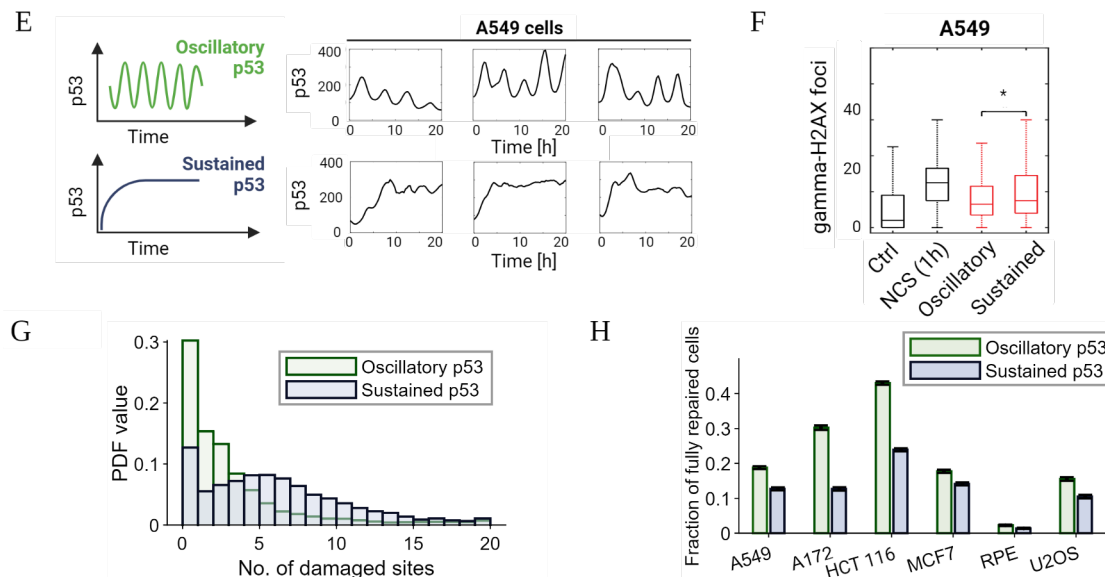 E
Oscillatory
p53
p53
Time
Sustained
p53
p53
Time
A549 cells
400
200
0
p53
0 10 20
0 10 20
0 10 20
Time [h]
400
200
0
p53
0 10 20
0 10 20
0 10 20
Time [h]
F
A549
gamma-H2AX foci
40
20
0
*
Ctrl
NCS (1h)
Oscillatory
Sustained
G
PDF value
0.3
0.2
0.1
0
Oscillatory p53
Sustained p53
0 5 10 15 20
No. of damaged sites
H
Fraction of fully repaired cells
0.4
0.3
0.2
0.1
0
Oscillatory p53
Sustained p53
A549
A172
HCT 116
MCF7
RPE
U2OS